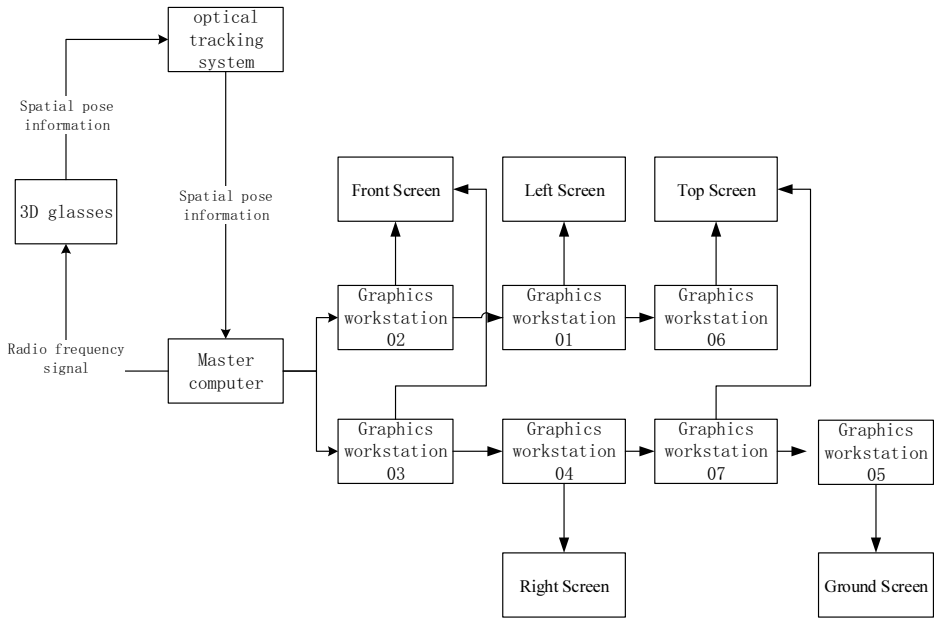 optical
tracking
system
Spatial pose
information
3D glasses
Spatial pose
information
Radio frequency
signal
Master
computer
Front Screen
Left Screen
Top Screen
Graphics
workstation
02
Graphics
workstation
01
Graphics
workstation
06
Graphics
workstation
03
Graphics
workstation
04
Graphics
workstation
07
Graphics
workstation
05
Right Screen
Ground Screen